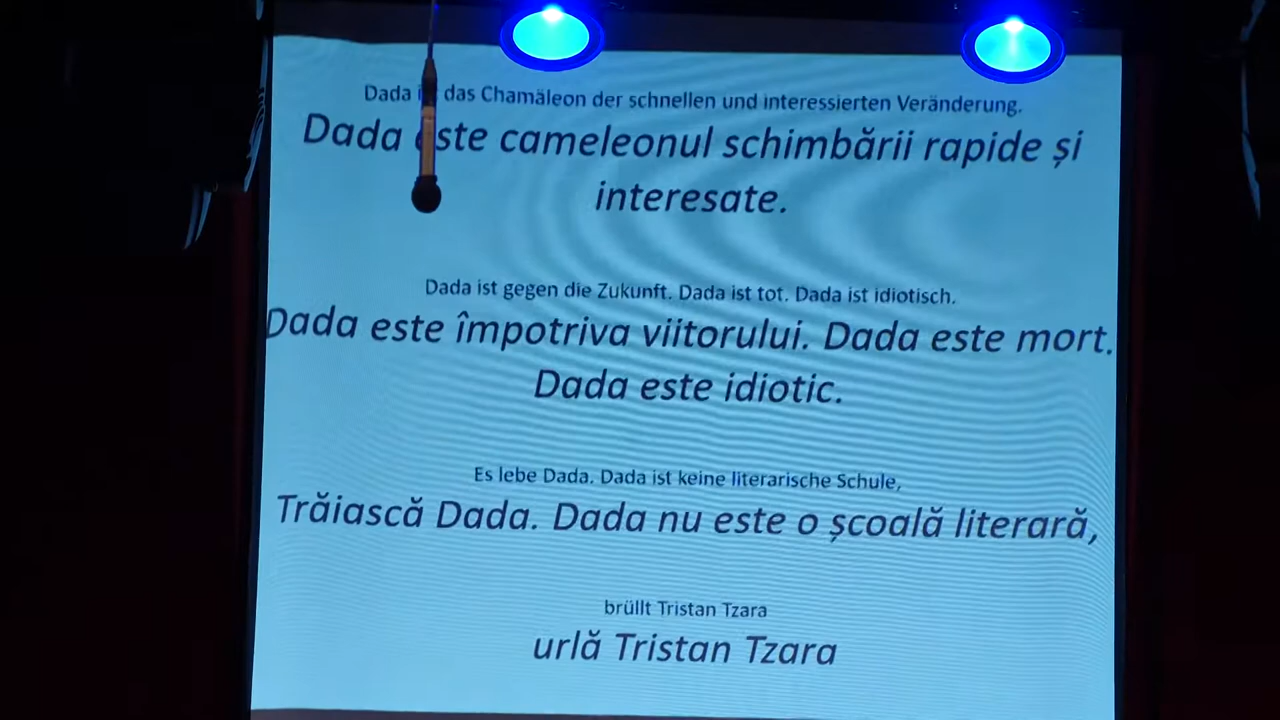 Dada ist das Chamäleon der schnellen und interessierten Veränderung.
Dada este cameleonul schimbării rapide și
interesate.
Dada ist gegen die Zukunft. Dada ist tot. Dada ist idiotisch.
Dada este împotriva viitorului. Dada este mort.
Dada este idiotic.
Es lebe Dada. Dada ist keine literarische Schule,
Trăiască Dada. Dada nu este o școală literară,
brüllt Tristan Tzara
urlă Tristan Tzara